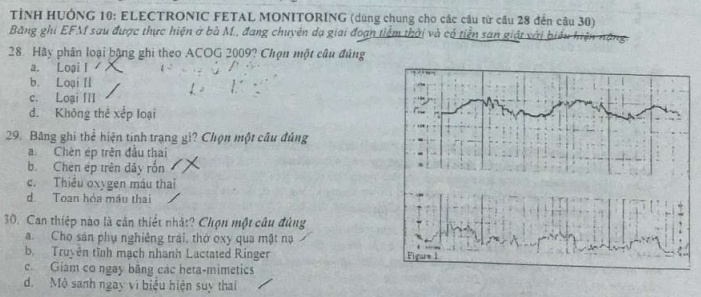 TÌNH HUỐNG 10: ELECTRONIC FETAL MONITORING (dùng chung cho các câu từ câu 28 đến câu 30)
Băng ghi EFM sau được thực hiện ở bà M., đang chuyển dạ giai đoạn tiềm thời và có tiền sản giật với biểu hiện nặng
28. Hãy phân loại băng ghi theo ACOG 2009? Chọn một câu đúng
a. Loại I
b. Loại II
c. Loại III
d. Không thể xếp loại
29. Băng ghi thể hiện tình trạng gì? Chọn một câu đúng
a. Chèn ép trên đầu thai
b. Chèn ép trên dây rốn
c. Thiếu oxygen máu thai
d. Toan hóa máu thai
30. Can thiệp nào là cần thiết nhất? Chọn một câu đúng
a. Cho sản phụ nghiêng trái, thở oxy qua mặt nạ
b. Truyền tĩnh mạch nhanh Lactated Ringer
c. Giảm co ngay bằng các beta-mimetics
d. Mổ sanh ngay vì biểu hiện suy thai
Figure 1